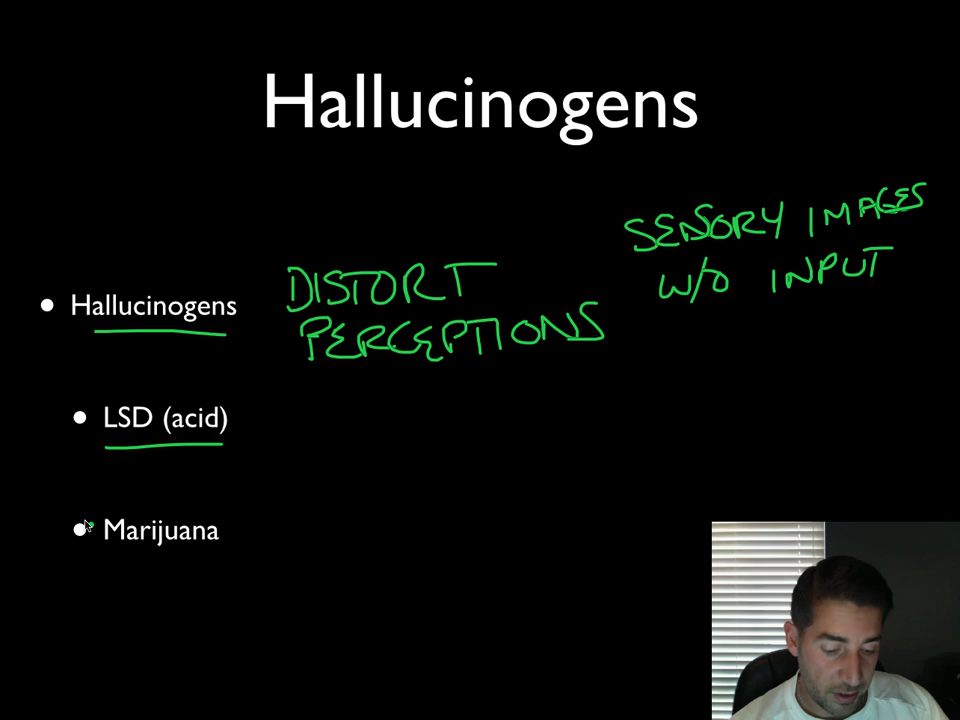 Hallucinogens
SENSORY IMAGES
W/O INPUT
• Hallucinogens
DISTORT
PERCEPTIONS
• LSD (acid)
• Marijuana